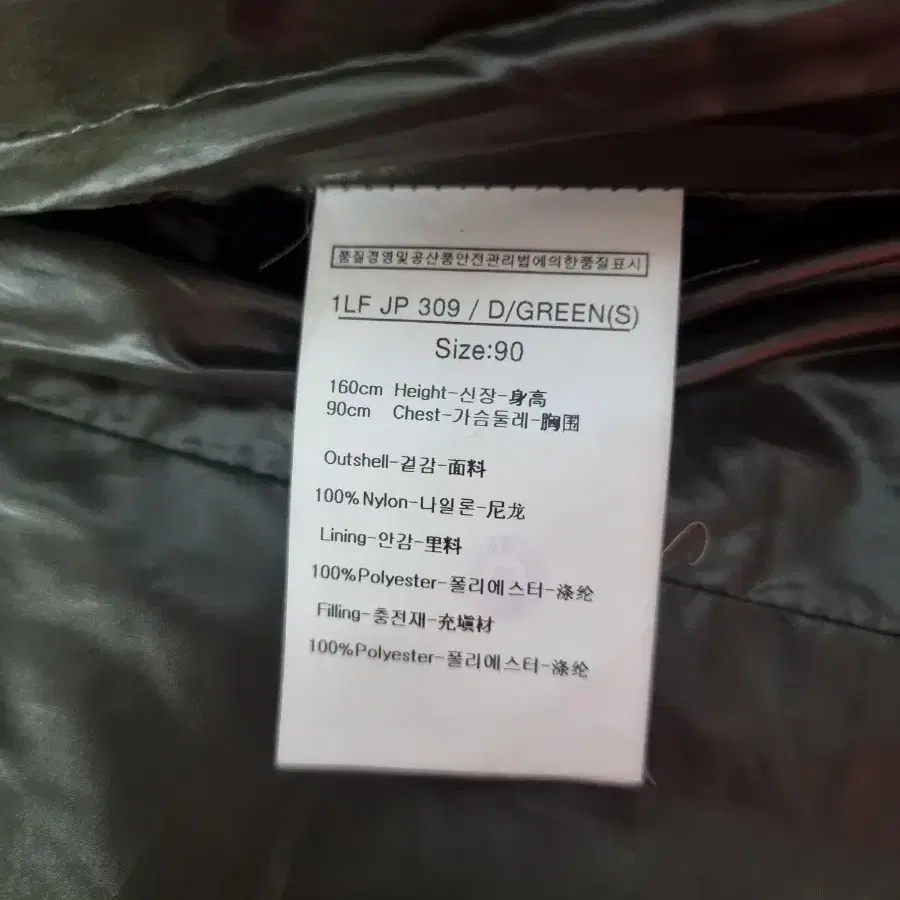 품질경영및공산품안전관리법에의한품질표시
1LF JP 309 / D/GREEN(S)
Size:90
160cm Height-신장-身高
90cm Chest-가슴둘레-胸围
Outshell-겉감-面料
100%Nylon-나일론-尼龙
Lining-안감-里料
100%Polyester-폴리에스터-涤纶
Filling-충전재-充塡材
100%Polyester-폴리에스터-涤纶